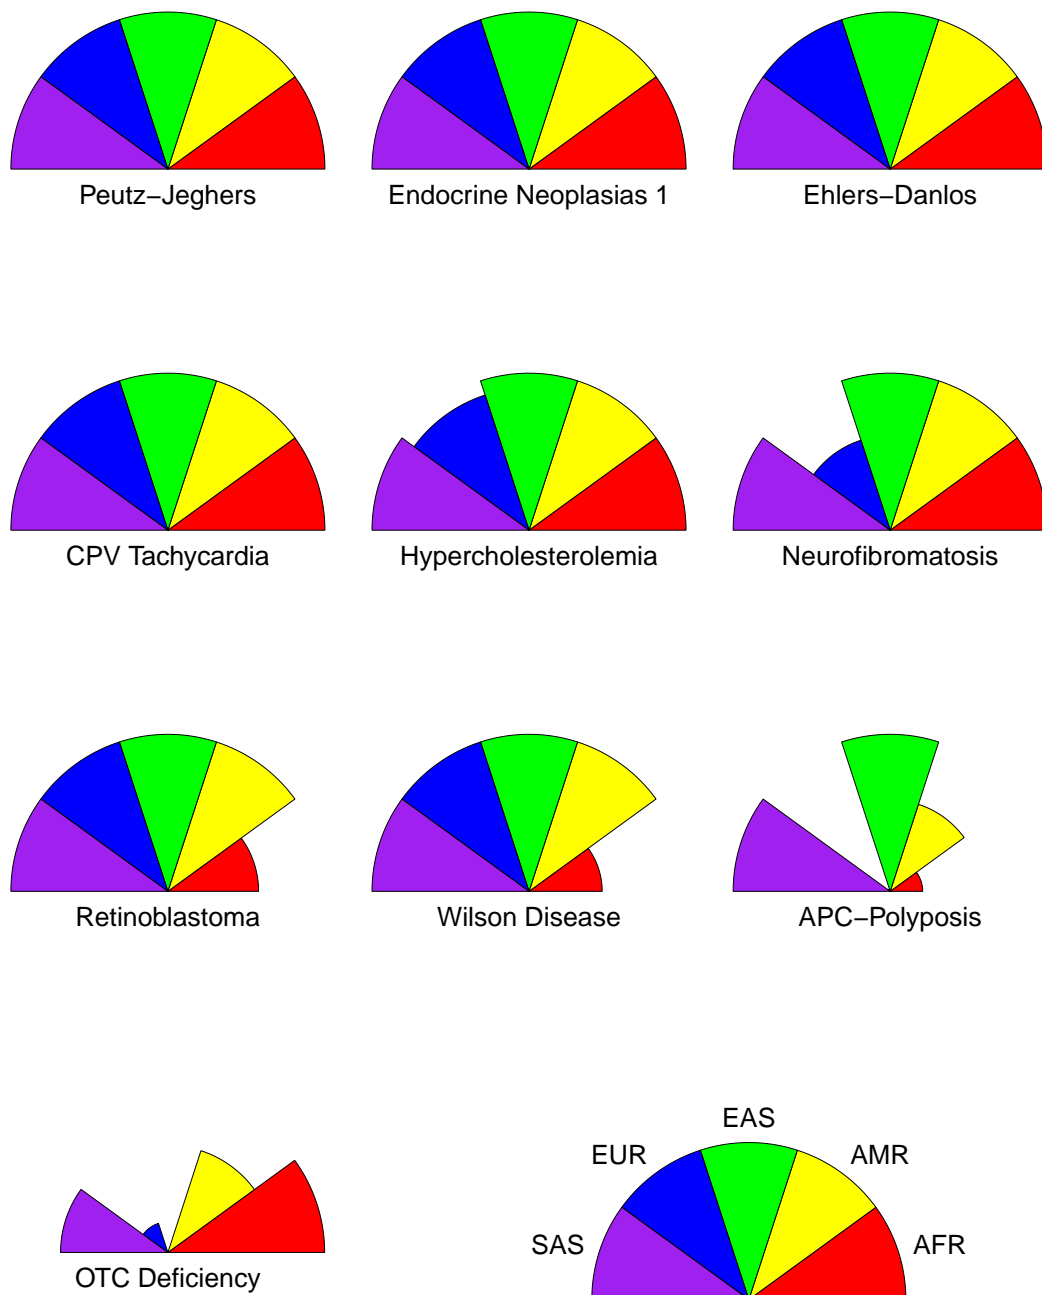 Peutz−Jeghers
Endocrine Neoplasias 1
Ehlers−Danlos
CPV Tachycardia
Hypercholesterolemia
Neurofibromatosis
Retinoblastoma
Wilson Disease
APC−Polyposis
EAS
EUR
AMR
SAS
AFR
OTC Deficiency